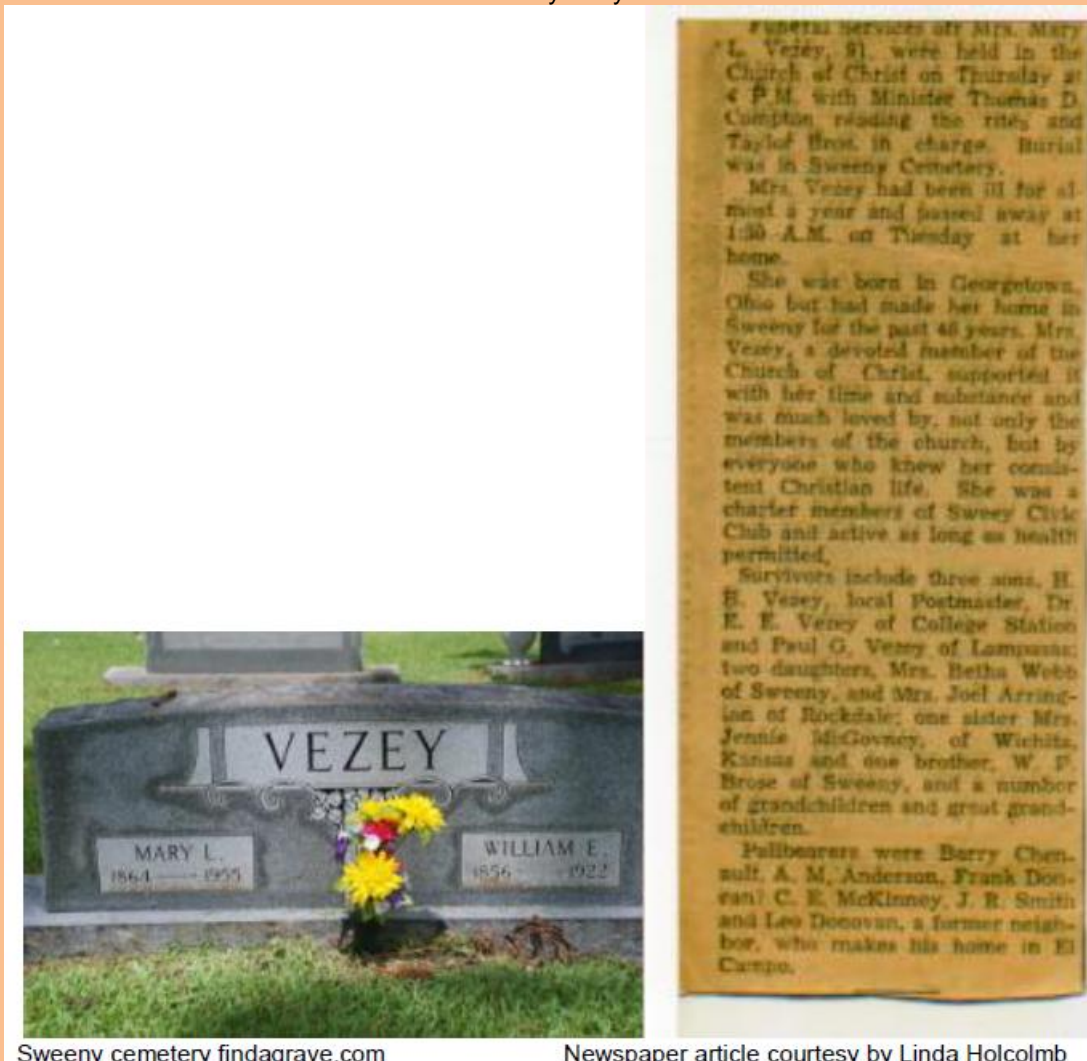 VEZEY
MARY L.
1864 1955
WILLIAM E.
1856 1922
Sweeny cemetery findagrave.com
Funeral Services Mrs. Mary
L. Vezey, 91, were held in the
Church of Christ on Thursday at
4 P.M. with Minister Thomas D.
Compton reading the rites and
Taylor Bros. in charge. Burial
was in Sweeny Cemetery.
Mrs. Vezey had been ill for al-
most a year and passed away at
1:30 A.M. on Tuesday at her
home.
She was born in Georgetown,
Ohio but had made her home in
Sweeny for the past years. Mrs.
Vezey, a devoted member of the
Church of Christ, supported it
with her time and substance and
was much loved by, not only the
members of the church, but by
everyone who knew her consis-
tent Christian life. She was a
charter members of Sweey Civic
Club and active as long as health
permitted.
Survivors include three sons, H.
B. Vezey, local Postmaster, Dr.
E. E. Vezey of College Station
and Paul G. Vezey of Lampasas;
two daughters, Mrs. Betha Webb
of Sweeny, and Mrs. Joel Arring-
ton of Rockdale; one sister Mrs.
Jennie McGovney, of Wichita,
Kansas and one brother, W. P.
Brose of Sweeny, and a number
of grandchildren and great grand-
children.
Pallbearers were Barry Chen-
ault, A. M. Anderson, Frank
C. E. McKinney, J. R. Smith
and Leo Donovan, a former neigh-
bor, who makes his home in El
Campo.
Newspaper article courtesy by Linda Holcolmb